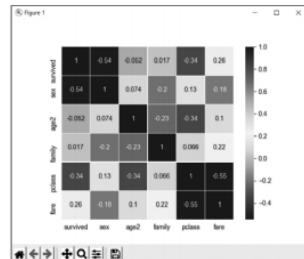 Figure 1
survived 1 -0.54 -0.052 0.017 -0.34 0.26
sex -0.54 1 0.074 -0.2 0.13 -0.18
age2 -0.052 0.074 1 -0.23 -0.34 0.1
family 0.017 -0.2 -0.23 1 0.066 0.22
pclass -0.34 0.13 -0.34 0.066 1 -0.55
fare 0.26 -0.18 0.1 0.22 -0.55 1
survived sex age2 family pclass fare
1.0
0.8
0.6
0.4
0.2
0.0
-0.2
-0.4